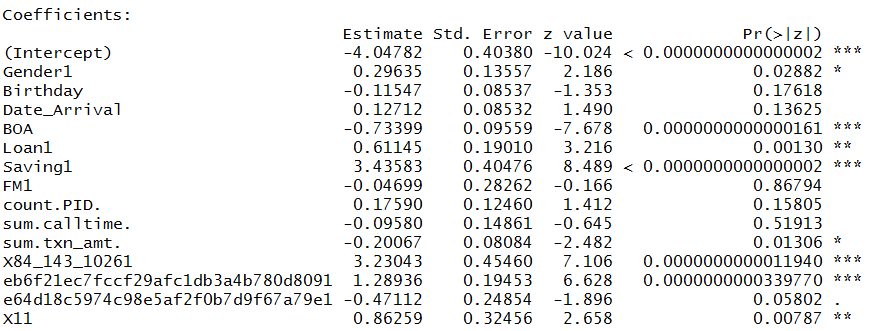 Coefficients:
Estimate Std. Error z value Pr(>|z|)
(Intercept) -4.04782 0.40380 -10.024 < 0.0000000000000002 ***
Gender1 0.29635 0.13557 2.186 0.02882 *
Birthday -0.11547 0.08537 -1.353 0.17618
Date_Arrival 0.12712 0.08532 1.490 0.13625
BOA -0.73399 0.09559 -7.678 0.0000000000000161 ***
Loan1 0.61145 0.19010 3.216 0.00130 **
Saving1 3.43583 0.40476 8.489 < 0.0000000000000002 ***
FM1 -0.04699 0.28262 -0.166 0.86794
count.PID. 0.17590 0.12460 1.412 0.15805
sum.calltime. -0.09580 0.14861 -0.645 0.51913
sum.txn_amt. -0.20067 0.08084 -2.482 0.01306 *
X84_143_10261 3.23043 0.45460 7.106 0.0000000000011940 ***
eb6f21ec7fccf29afc1db3a4b780d8091 1.28936 0.19453 6.628 0.0000000000339770 ***
e64d18c5974c98e5af2f0b7d9f67a79e1 -0.47112 0.24854 -1.896 0.05802 .
X11 0.86259 0.32456 2.658 0.00787 **